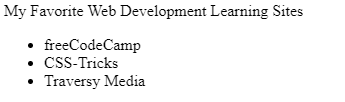 My Favorite Web Development Learning Sites
freeCodeCamp
CSS-Tricks
Traversy Media